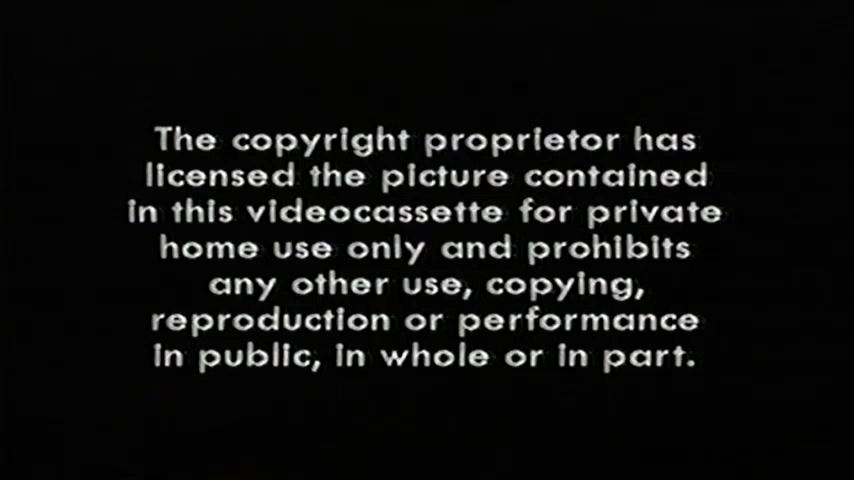 The copyright proprietor has
licensed the picture contained
in this videocassette for private
home use only and prohibits
any other use, copying,
reproduction or performance
in public, in whole or in part.